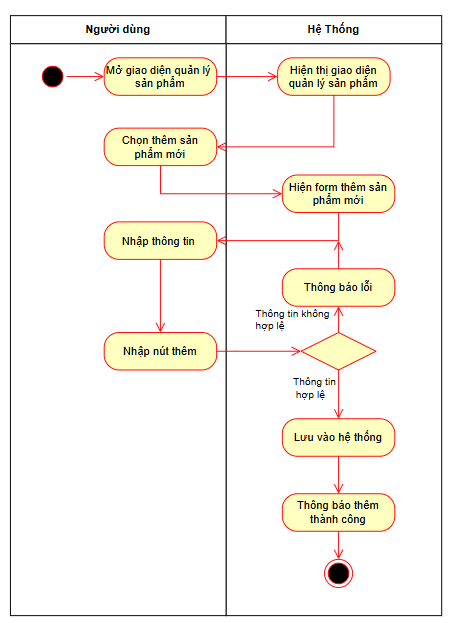 Người dùng
Hệ Thống
Mở giao diện quản lý
sản phẩm
Hiện thị giao diện
quản lý sản phẩm
Chọn thêm sản
phẩm mới
Hiện form thêm sản
phẩm mới
Nhập thông tin
Thông báo lỗi
Thông tin không
hợp lệ
Nhập nút thêm
Thông tin
hợp lệ
Lưu vào hệ thống
Thông báo thêm
thành công